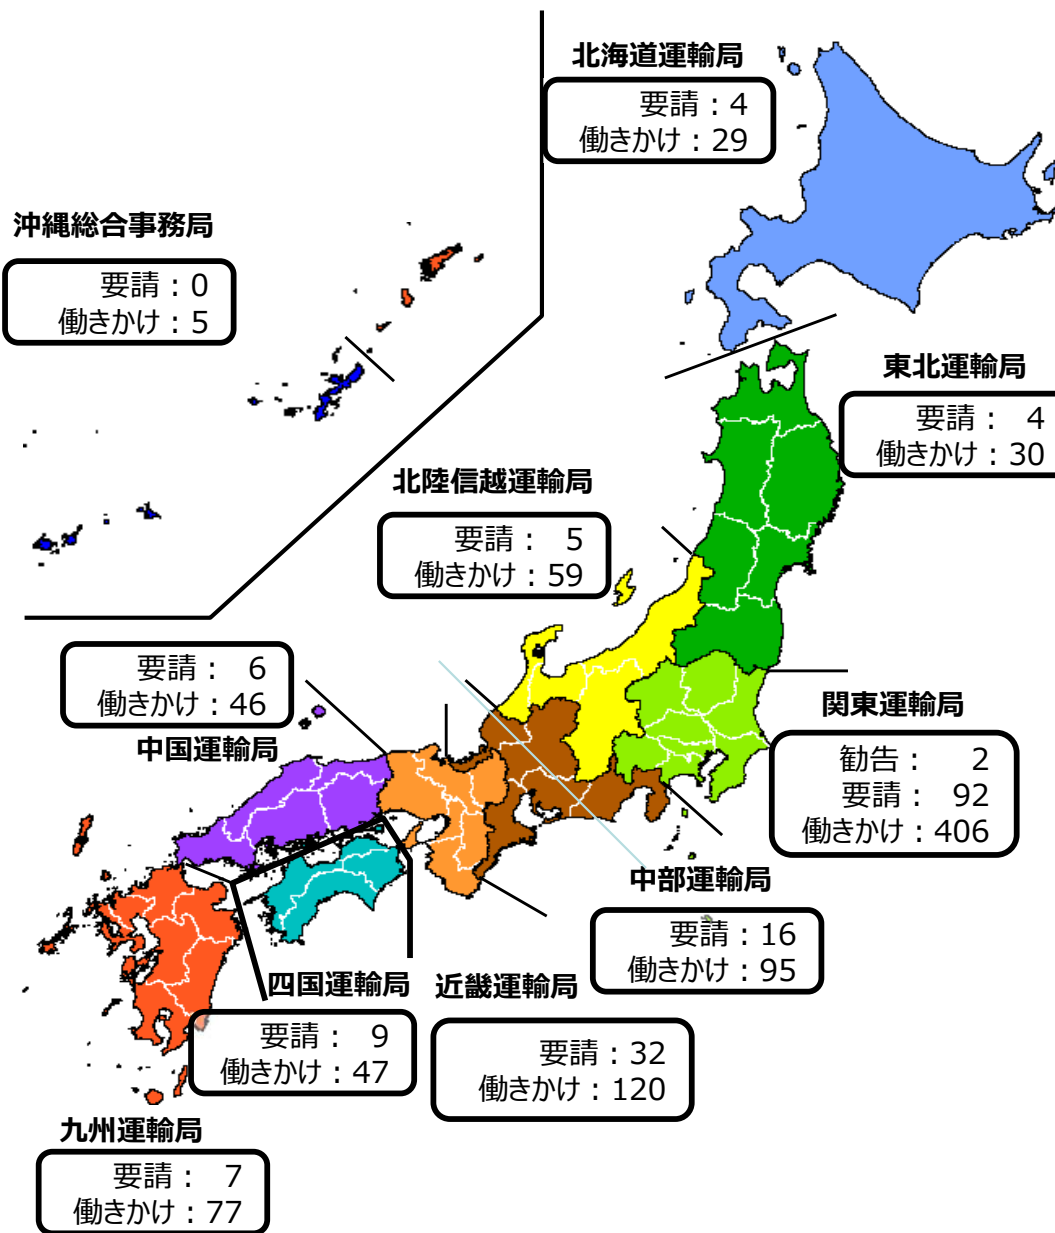 北海道運輸局
要請：4
働きかけ：29
沖縄総合事務局
要請：0
働きかけ：5
東北運輸局
要請： 4
働きかけ：30
北陸信越運輸局
要請： 5
働きかけ：59
要請： 6
働きかけ：46
中国運輸局
関東運輸局
勧告： 2
要請： 92
働きかけ：406
中部運輸局
要請：16
働きかけ：95
四国運輸局
要請： 9
働きかけ：47
近畿運輸局
要請：32
働きかけ：120
九州運輸局
要請： 7
働きかけ：77